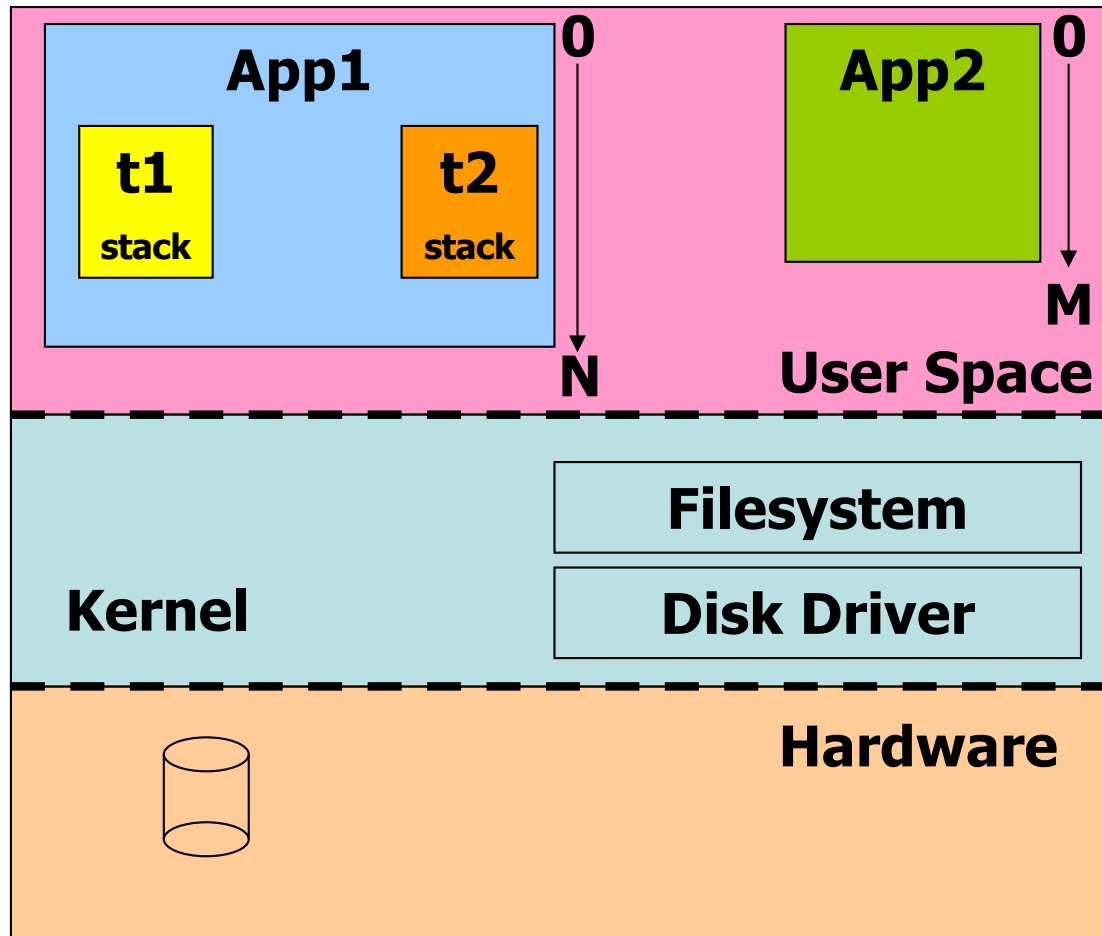 App1
0
App2
0
t1
stack
t2
stack
N
M
User Space
Filesystem
Kernel
Disk Driver
Hardware